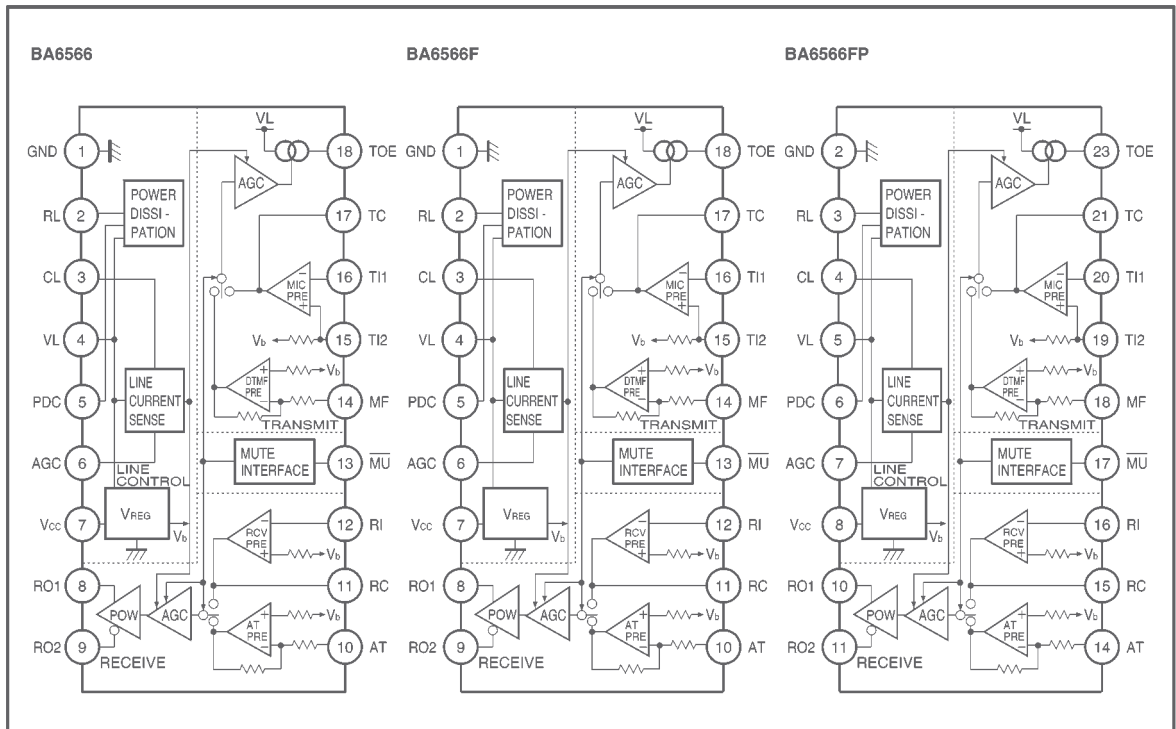 BA6566
BA6566F
BA6566FP
VL
GND
1
18
TOE
AGC
POWER
DISSI -
PATION
RL
2
17
TC
CL
3
16
TI1
MIC
PRE
−
+
VL
4
15
TI2
Vb
LINE
CURRENT
SENSE
DTMF
PRE
+
−
Vb
PDC
5
14
MF
TRANSMIT
AGC
6
MUTE
INTERFACE
13
MU
LINE
CONTROL
VREG
Vcc
7
Vb
RCV
PRE
−
+
Vb
12
RI
RO1
8
11
RC
POW
AGC
AT
PRE
+
−
Vb
RO2
9
RECEIVE
10
AT
VL
GND
1
18
TOE
AGC
POWER
DISSI -
PATION
RL
2
17
TC
CL
3
16
TI1
MIC
PRE
−
+
VL
4
15
TI2
Vb
LINE
CURRENT
SENSE
DTMF
PRE
+
−
Vb
PDC
5
14
MF
TRANSMIT
AGC
6
MUTE
INTERFACE
13
MU
VREG
Vcc
7
Vb
RCV
PRE
−
+
Vb
12
RI
RO1
8
11
RC
POW
AGC
AT
PRE
+
−
Vb
RO2
9
RECEIVE
10
AT
VL
GND
2
23
TOE
AGC
POWER
DISSI -
PATION
RL
3
21
TC
CL
4
20
TI1
MIC
PRE
−
+
VL
5
19
TI2
Vb
LINE
CURRENT
SENSE
DTMF
PRE
+
−
Vb
PDC
6
18
MF
TRANSMIT
AGC
7
MUTE
INTERFACE
17
MU
LINE
CONTROL
VREG
Vcc
8
Vb
RCV
PRE
−
+
Vb
16
RI
RO1
10
15
RC
POW
AGC
AT
PRE
+
−
Vb
RO2
11
RECEIVE
14
AT